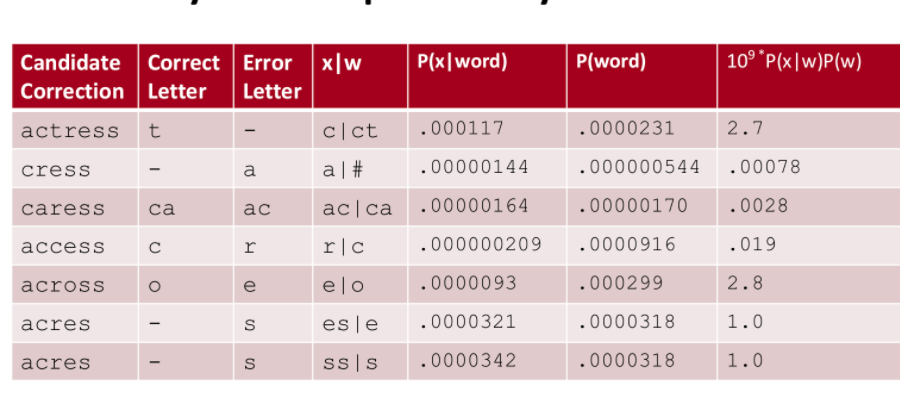 Candidate Correction | Correct Letter | Error Letter | x|w | P(x|word) | P(word) | 10⁹*P(x|w)P(w)
actress | t | - | c|ct | .000117 | .0000231 | 2.7
cress | - | a | a|# | .00000144 | .000000544 | .00078
caress | ca | ac | ac|ca | .00000164 | .00000170 | .0028
access | c | r | r|c | .000000209 | .0000916 | .019
across | o | e | e|o | .0000093 | .000299 | 2.8
acres | - | s | es|e | .0000321 | .0000318 | 1.0
acres | - | s | ss|s | .0000342 | .0000318 | 1.0